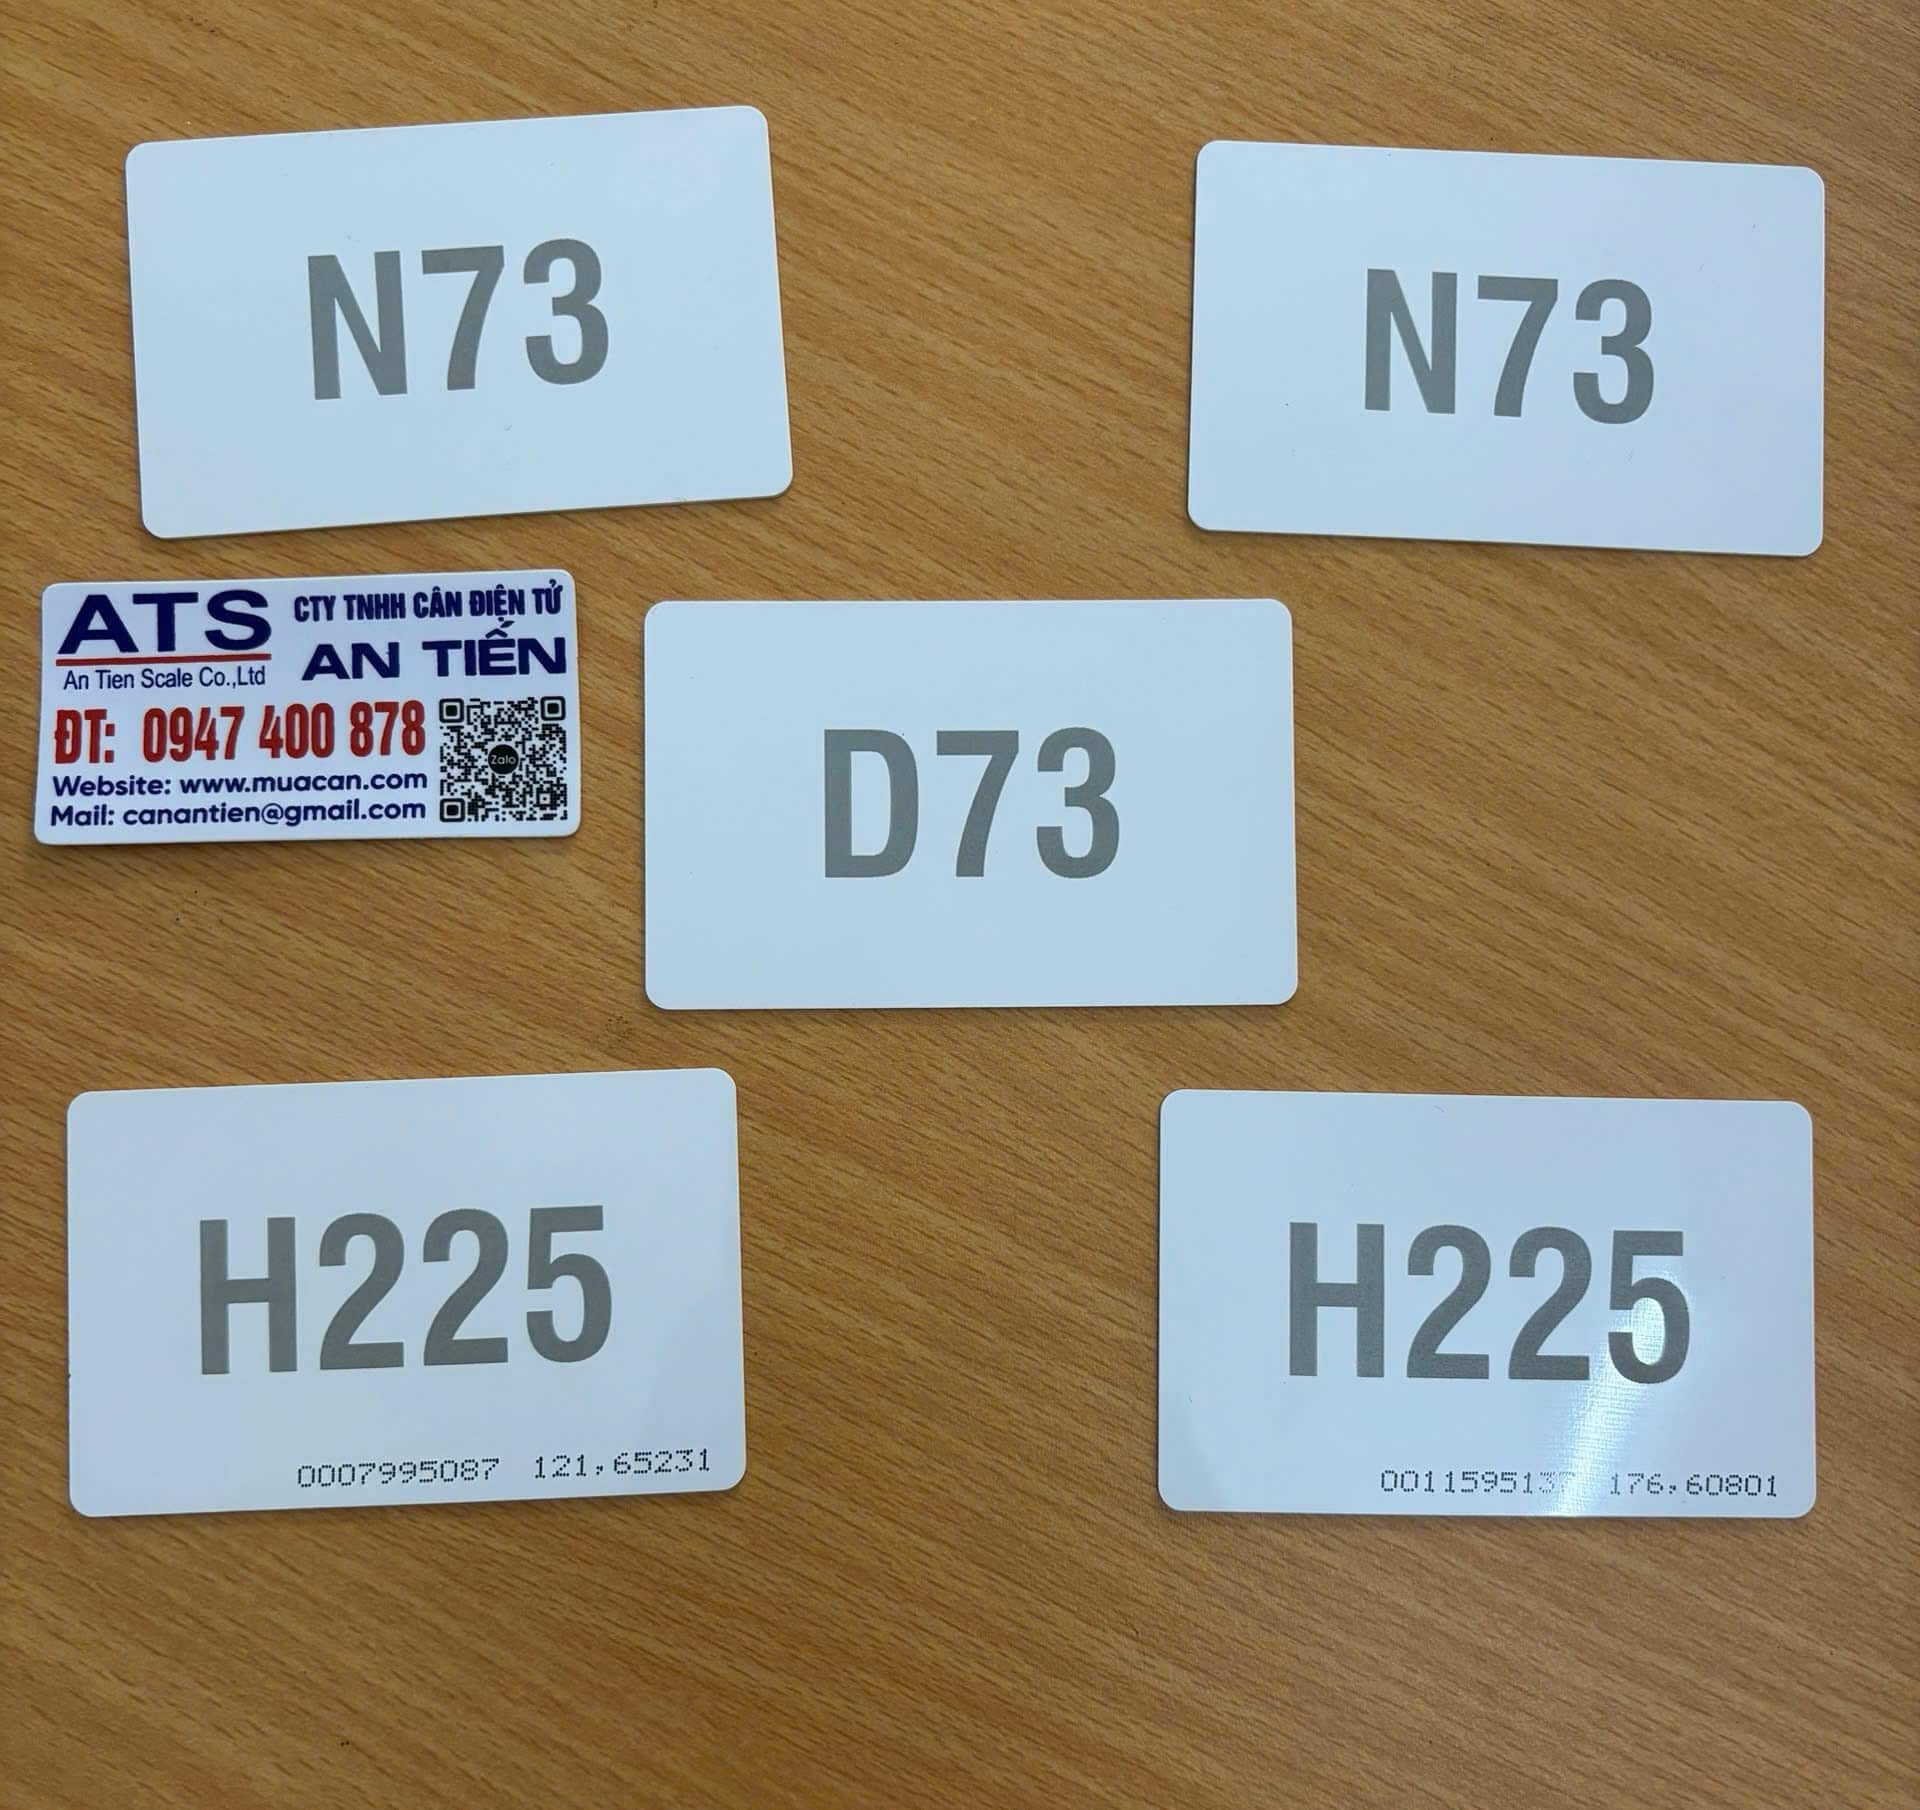 N73
N73
ATS
An Tien Scale Co.,Ltd
CTY TNHH CÂN ĐIỆN TỬ
AN TIẾN
ĐT: 0947 400 878
Website: www.muacan.com
Mail: canantien@gmail.com
Zalo
D73
H225
0007995087 121,65231
H225
0011595137 176,60801